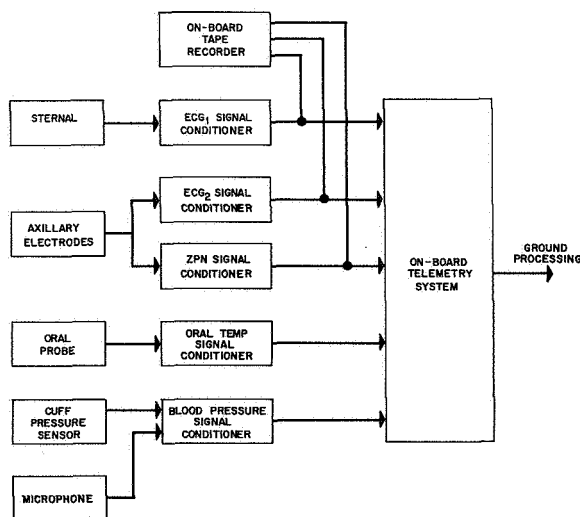 ON-BOARD
TAPE
RECORDER
STERNAL
ECG1 SIGNAL
CONDITIONER
AXILLARY
ELECTRODES
ECG2 SIGNAL
CONDITIONER
ZPN SIGNAL
CONDITIONER
ON-BOARD
TELEMETRY
SYSTEM
GROUND
PROCESSING
ORAL
PROBE
ORAL TEMP
SIGNAL
CONDITIONER
CUFF
PRESSURE
SENSOR
BLOOD PRESSURE
SIGNAL
CONDITIONER
MICROPHONE